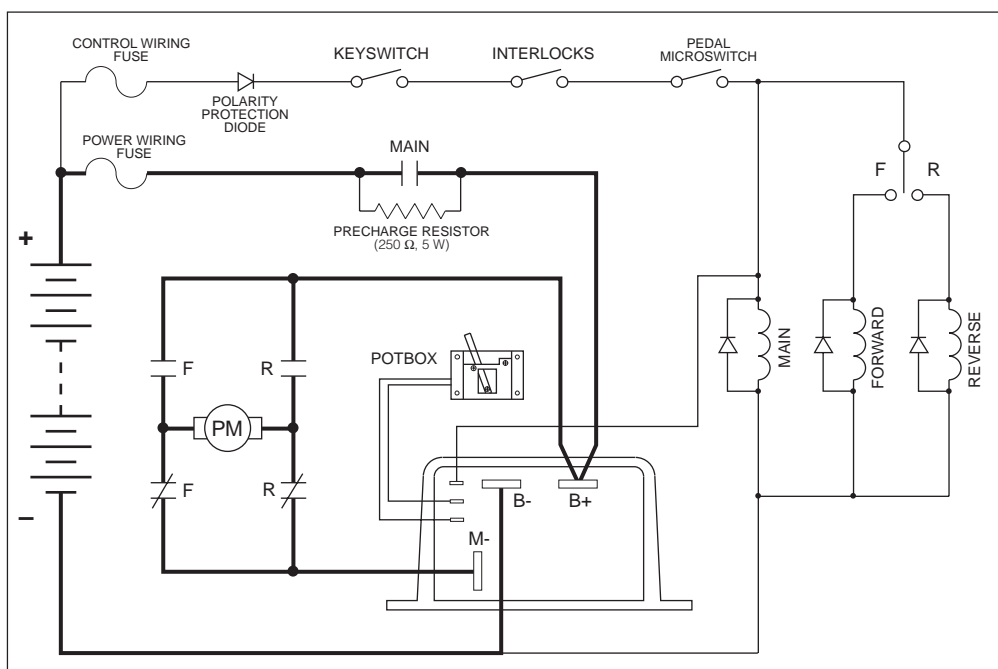 CONTROL WIRING
FUSE
KEYSWITCH
INTERLOCKS
PEDAL
MICROSWITCH
POLARITY
PROTECTION
DIODE
POWER WIRING
FUSE
MAIN
F
R
PRECHARGE RESISTOR
(250 Ω, 5 W)
+
POTBOX
MAIN
FORWARD
REVERSE
F
R
PM
F
R
B-
B+
M-
–